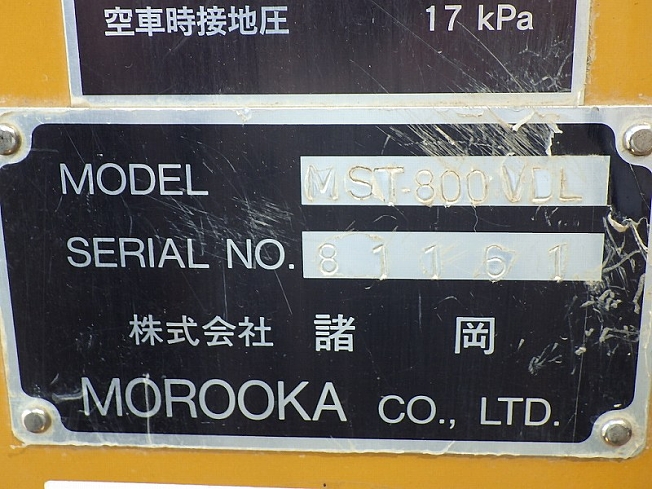 空車時接地圧 17 kPa
MODEL MST-800VDL
SERIAL NO. 81161
株式会社 諸 岡
MOROOKA CO., LTD.